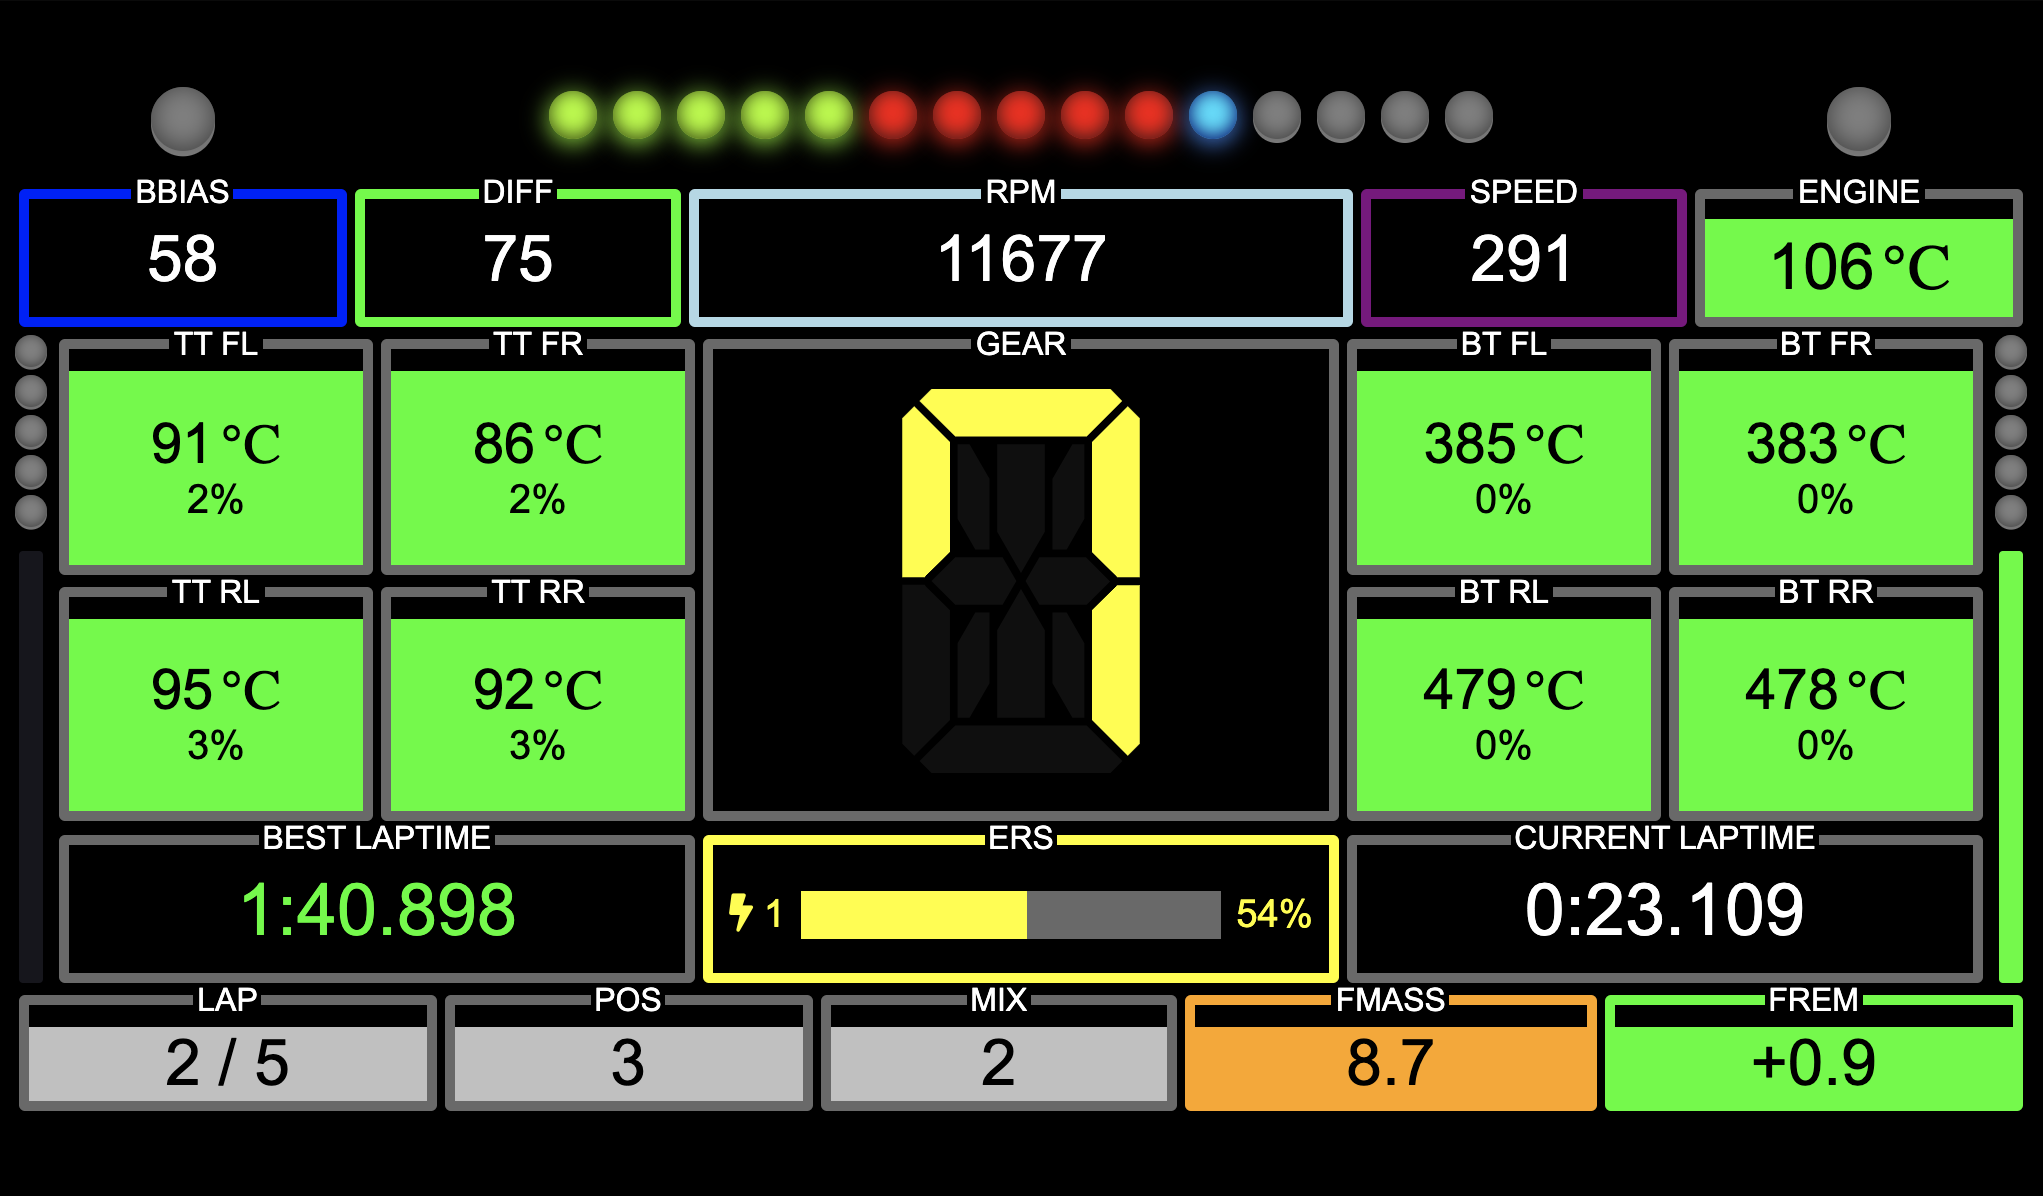 BBIAS
58
DIFF
75
RPM
11677
SPEED
291
ENGINE
106 °C
TT FL
91 °C
2%
TT FR
86 °C
2%
TT RL
95 °C
3%
TT RR
92 °C
3%
GEAR
7
BT FL
385 °C
0%
BT FR
383 °C
0%
BT RL
479 °C
0%
BT RR
478 °C
0%
BEST LAPTIME
1:40.898
ERS
1
54%
CURRENT LAPTIME
0:23.109
LAP
2 / 5
POS
3
MIX
2
FMASS
8.7
FREM
+0.9